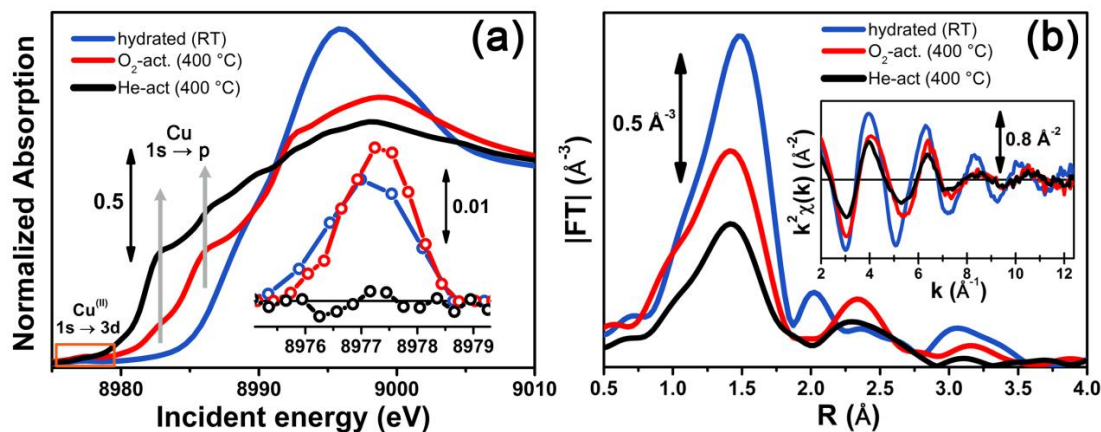 (a)
hydrated (RT)
O₂-act. (400 °C)
He-act (400 °C)
Cu
1s → p
0.5
0.01
Cu(II)
1s → 3d
8976 8977 8978 8979
8980 8990 9000 9010
Incident energy (eV)
Normalized Absorption
(b)
hydrated (RT)
O₂-act. (400 °C)
He-act (400 °C)
0.5 Å⁻³
0.8 Å⁻²
k²χ(k) (Å⁻²)
2 4 6 8 10 12
k (Å⁻¹)
|FT| (Å⁻³)
0.5 1.0 1.5 2.0 2.5 3.0 3.5 4.0
R (Å)